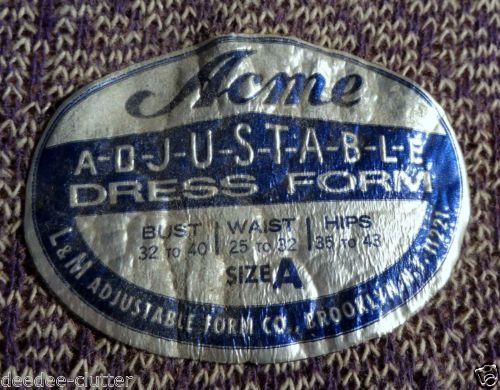 Acme
A-D-J-U-S-T-A-B-L-E
DRESS FORM
BUST | WAIST | HIPS
32 TO 40 | 25 TO 32 | 35 TO 43
SIZE A
L&M ADJUSTABLE FORM CO., BROOKLYN, N.Y. 11221
deedee-clutter